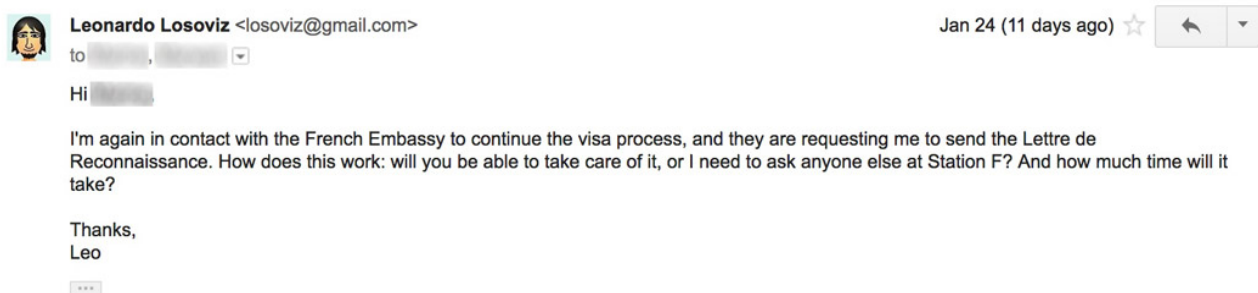 Leonardo Losoviz <losoviz@gmail.com> Jan 24 (11 days ago)
to ,
Hi
I'm again in contact with the French Embassy to continue the visa process, and they are requesting me to send the Lettre de
Reconnaissance. How does this work: will you be able to take care of it, or I need to ask anyone else at Station F? And how much time will it
take?
Thanks,
Leo